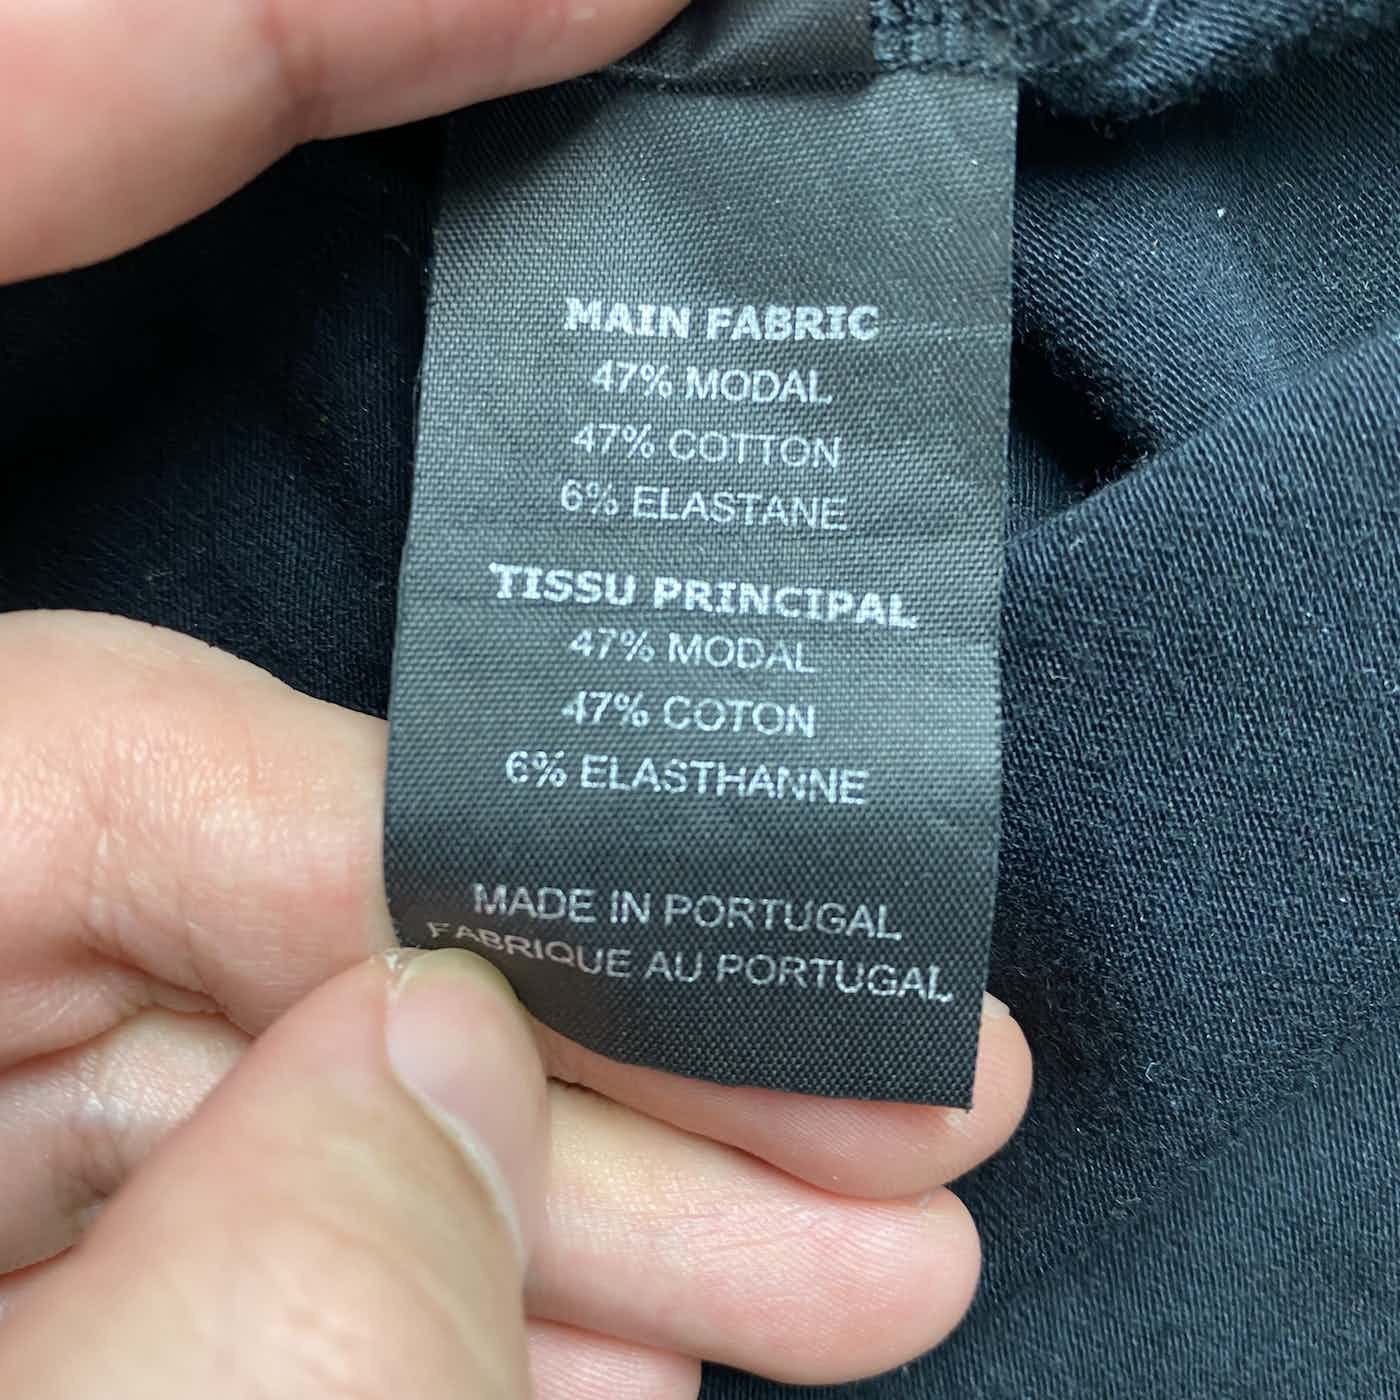 MAIN FABRIC
47% MODAL
47% COTTON
6% ELASTANE
TISSU PRINCIPAL
47% MODAL
47% COTON
6% ELASTHANNE
MADE IN PORTUGAL
FABRIQUE AU PORTUGAL